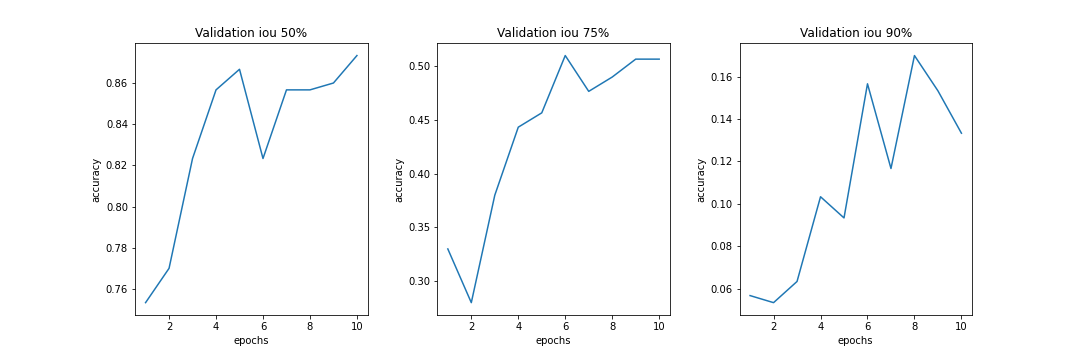 Validation iou 50%
accuracy
0.86
0.84
0.82
0.80
0.78
0.76
2 4 6 8 10
epochs
Validation iou 75%
accuracy
0.50
0.45
0.40
0.35
0.30
2 4 6 8 10
epochs
Validation iou 90%
accuracy
0.16
0.14
0.12
0.10
0.08
0.06
2 4 6 8 10
epochs